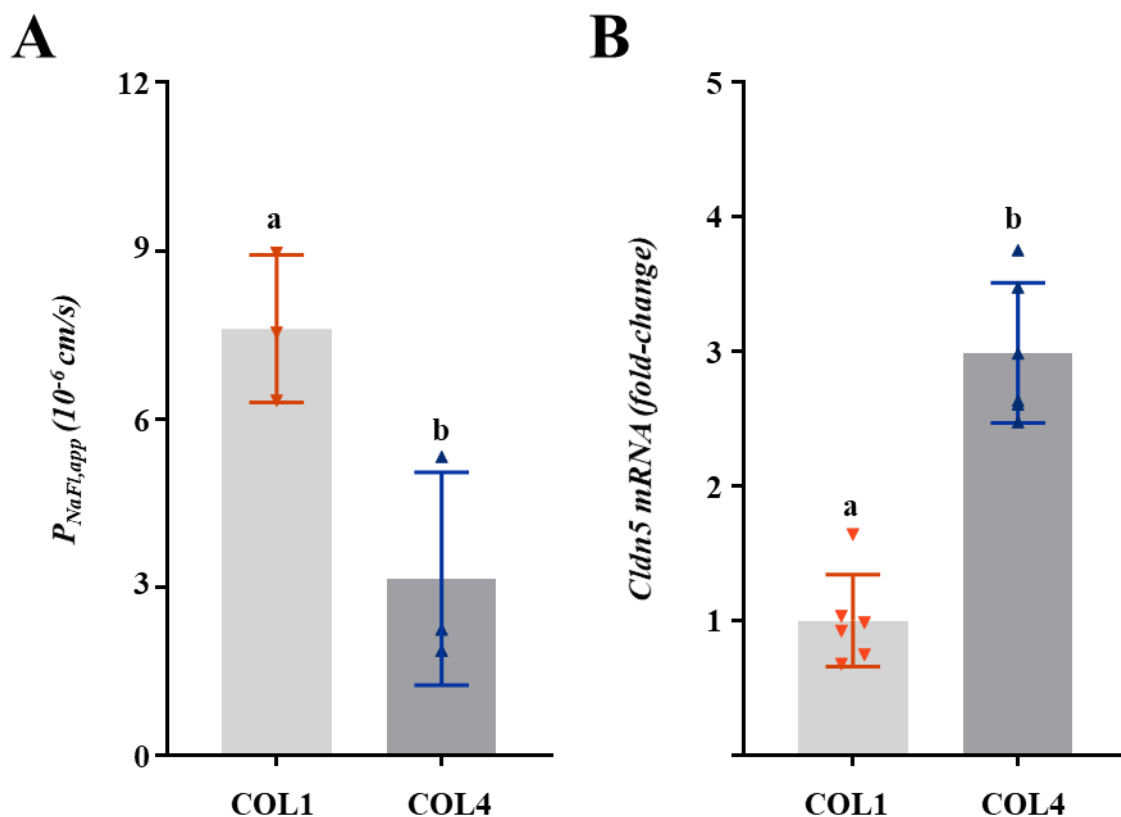 A
P_NaFl,app (10⁻⁶ cm/s)
12
9
6
3
0
a
b
COL1
COL4
B
Cldn5 mRNA (fold-change)
5
4
3
2
1
a
b
COL1
COL4